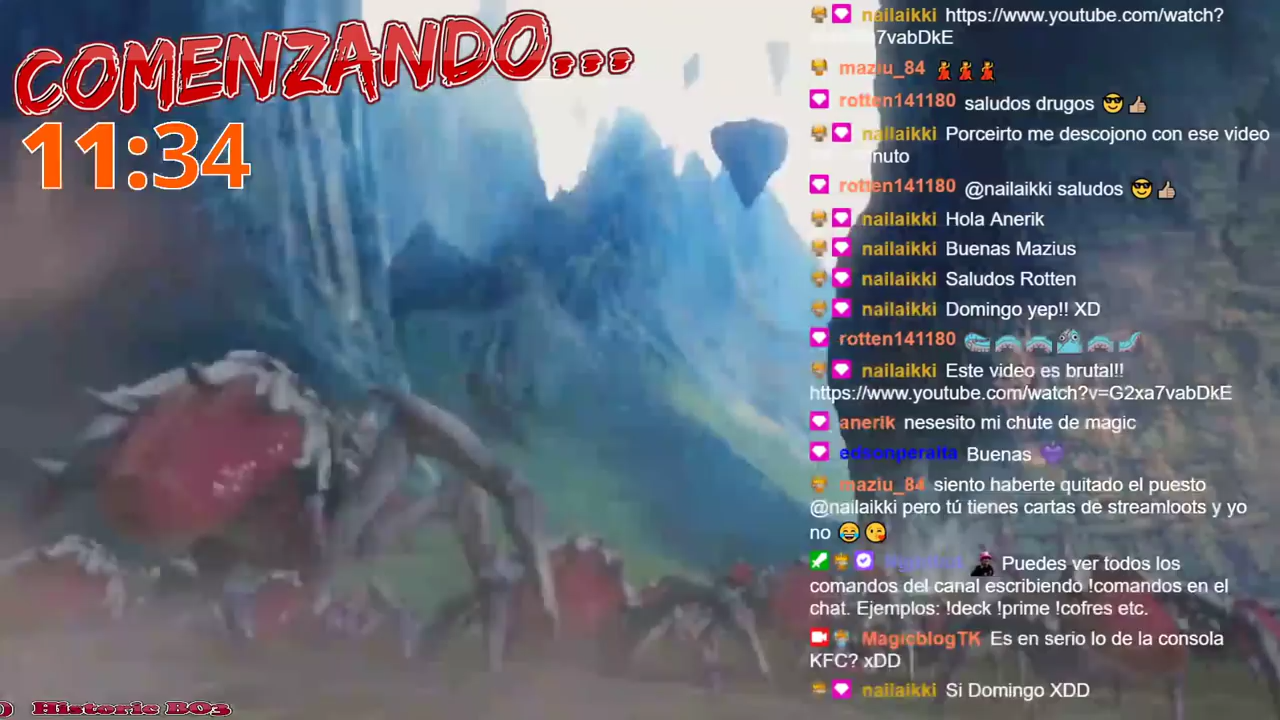 COMENZANDO...
11:34
) Historic BO3
nailaikki https://www.youtube.com/watch?
7vabDkE
maziu_84
rotten141180 saludos drugos 😎👍🏼
nailaikki Porceirto me descojono con ese video
nuto
rotten141180 @nailaikki saludos 😎👍🏼
nailaikki Hola Anerik
nailaikki Buenas Mazius
nailaikki Saludos Rotten
nailaikki Domingo yep!! XD
rotten141180
nailaikki Este video es brutal!!
https://www.youtube.com/watch?v=G2xa7vabDkE
anerik nesesito mi chute de magic
edsonperalta Buenas 💜
maziu_84 siento haberte quitado el puesto
@nailaikki pero tú tienes cartas de streamloots y yo
no 😂😘
Puedes ver todos los
comandos del canal escribiendo !comandos en el
chat. Ejemplos: !deck !prime !cofres etc.
MagicblogTK Es en serio lo de la consola
KFC? xDD
nailaikki Si Domingo XDD